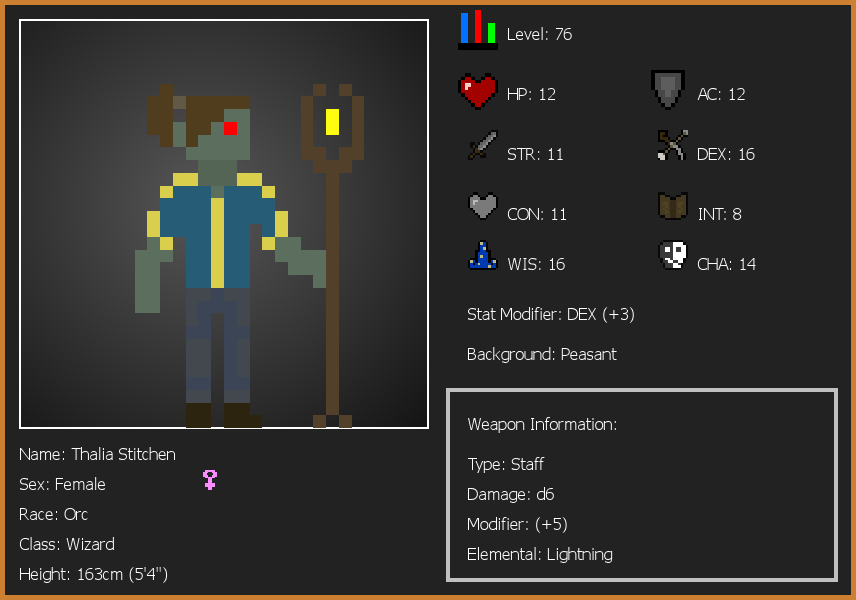 Level: 76
HP: 12
AC: 12
STR: 11
DEX: 16
CON: 11
INT: 8
WIS: 16
CHA: 14
Stat Modifier: DEX (+3)
Background: Peasant
Weapon Information:
Type: Staff
Damage: d6
Modifier: (+5)
Elemental: Lightning
Name: Thalia Stitchen
Sex: Female
Race: Orc
Class: Wizard
Height: 163cm (5'4")